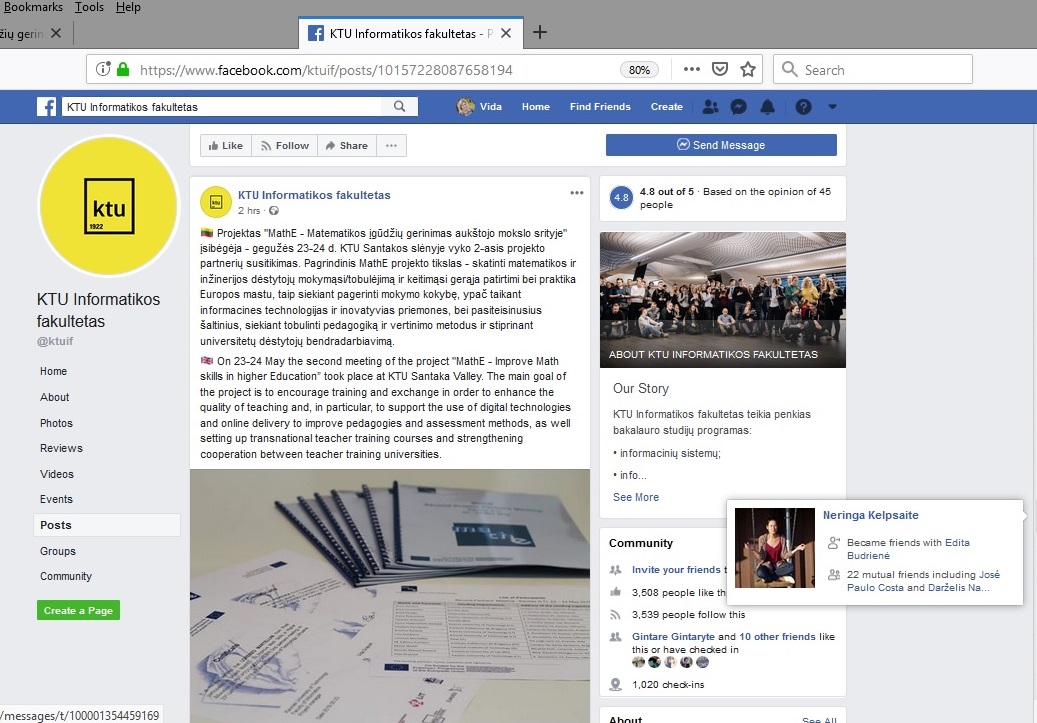 Bookmarks Tools Help
žių gerin
KTU Informatikos fakultetas - P
https://www.facebook.com/ktuif/posts/10157228087658194
80%
Search
KTU Informatikos fakultetas
Vida Home Find Friends Create
Like Follow Share
Send Message
ktu
1922
KTU Informatikos
fakultetas
@ktuif
Home
About
Photos
Reviews
Videos
Events
Posts
Groups
Community
Create a Page
KTU Informatikos fakultetas
2 hrs ·
Projektas "MathE - Matematikos įgūdžių gerinimas aukštojo mokslo srityje"
įsibėgėja - gegužės 23-24 d. KTU Santakos slėnyje vyko 2-asis projekto
partnerių susitikimas. Pagrindinis MathE projekto tikslas - skatinti matematikos ir
inžinerijos dėstytojų mokymąsi/tobulėjimą ir keitimąsi gerąja patirtimi bei praktika
Europos mastu, taip siekiant pagerinti mokymo kokybę, ypač taikant
informacines technologijas ir inovatyvias priemones, bei pasiteisinusius
šaltinius, siekiant tobulinti pedagogiką ir vertinimo metodus ir stiprinant
universitetų dėstytojų bendradarbiavimą.
On 23-24 May the second meeting of the project "MathE - Improve Math
skills in higher Education" took place at KTU Santaka Valley. The main goal of
the project is to encourage training and exchange in order to enhance the
quality of teaching and, in particular, to support the use of digital technologies
and online delivery to improve pedagogies and assessment methods, as well
setting up transnational teacher training courses and strengthening
cooperation between teacher training universities.
4.8
4.8 out of 5 · Based on the opinion of 45
people
ABOUT KTU INFORMATIKOS FAKULTETAS
Our Story
KTU Informatikos fakultetas teikia penkias
bakalauro studijų programas:
• informacinių sistemų;
• info...
See More
Community
Invite your friends t
3,508 people like th
3,539 people follow this
Gintare Gintaryte and 10 other friends like
this or have checked in
1,020 check-ins
About See All
Neringa Kelpsaite
Became friends with Edita
Budrienė
22 mutual friends including José
Paulo Costa and Darželis Na...
/messages/t/100001354459169